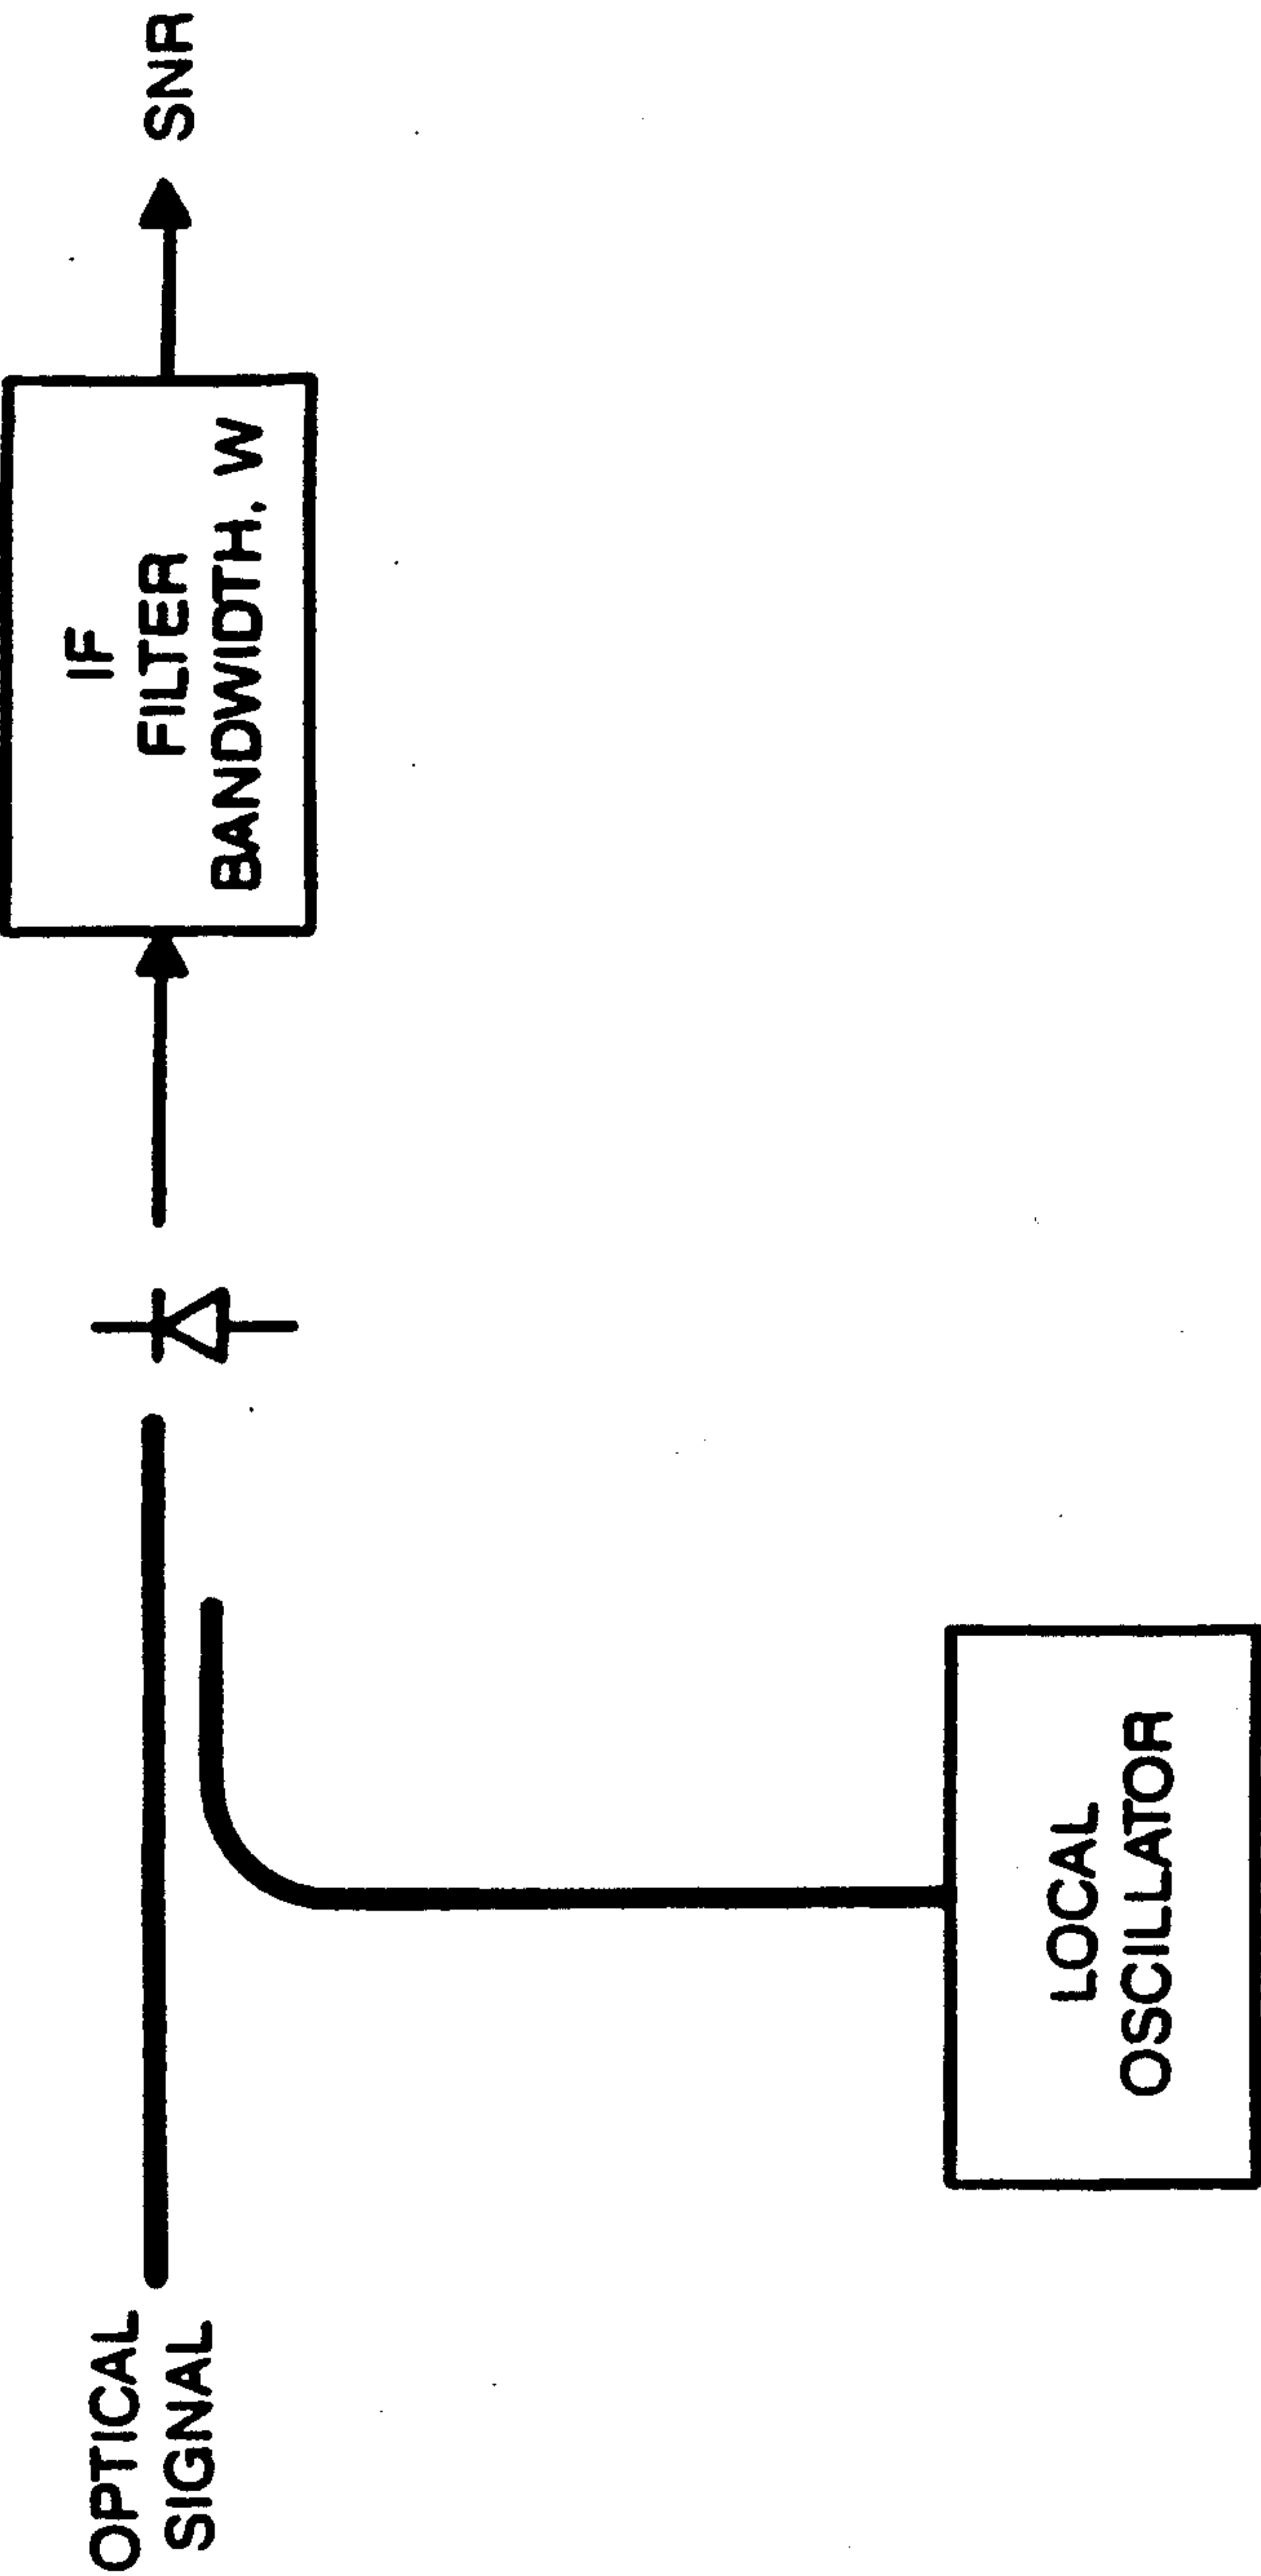 OPTICAL
SIGNAL
LOCAL
OSCILLATOR
IF
FILTER
BANDWIDTH, W
SNR